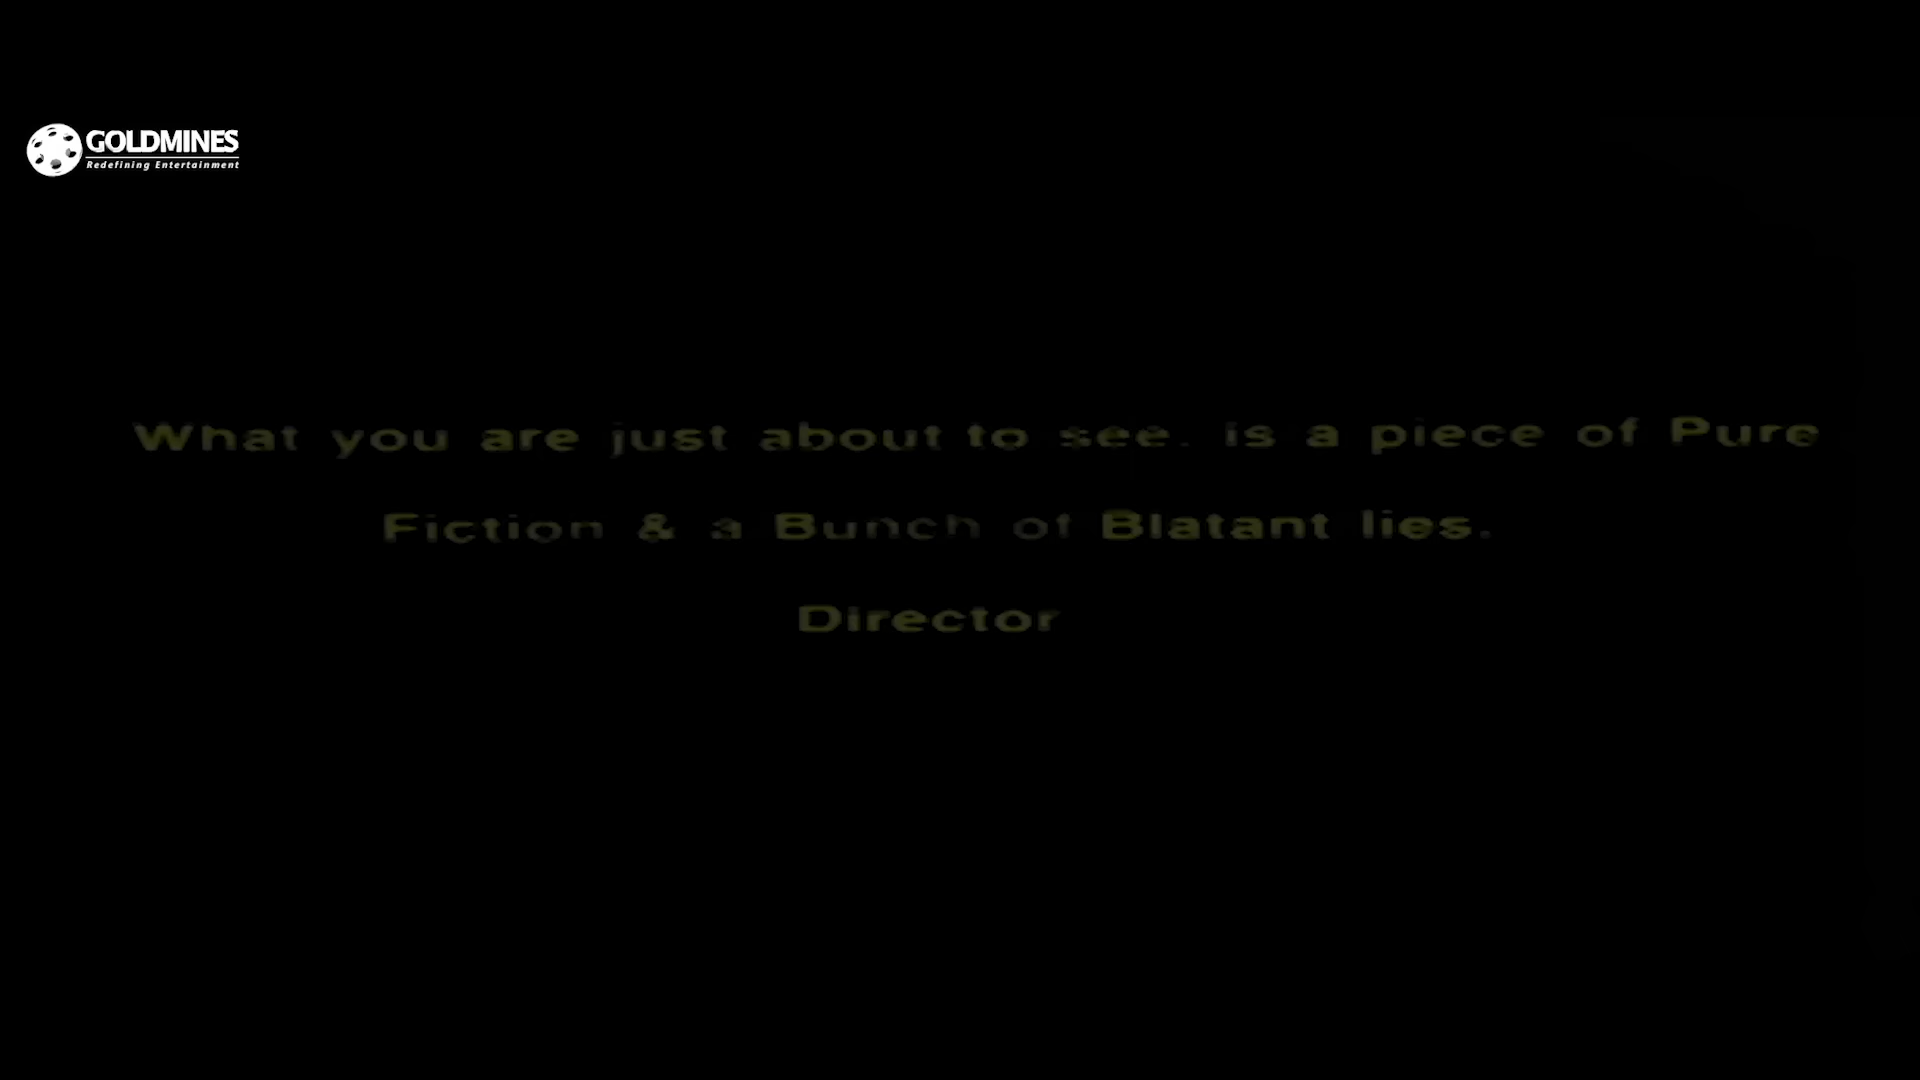 GOLDMINES
Redefining Entertainment
What you are just about to see. is a piece of Pure
Fiction & a Bunch of Blatant lies.
Director